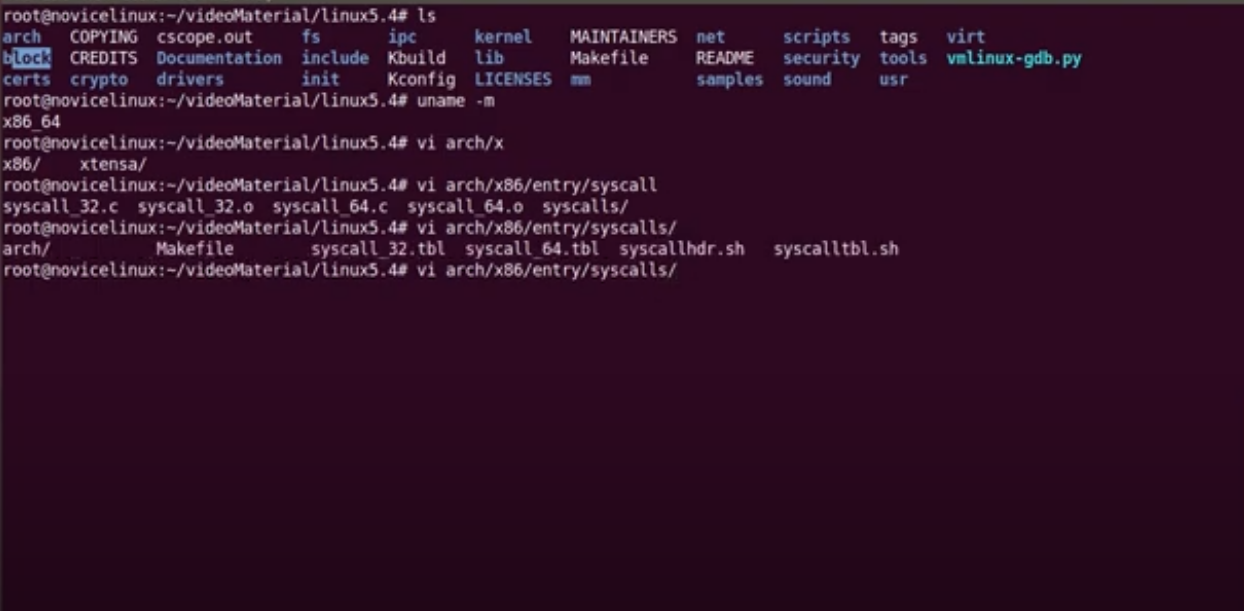 root@novicelinux:~/videoMaterial/linux5.4# ls
arch COPYING cscope.out fs ipc kernel MAINTAINERS net scripts tags virt
block CREDITS Documentation include Kbuild lib Makefile README security tools vmlinux-gdb.py
certs crypto drivers init Kconfig LICENSES mm samples sound usr
root@novicelinux:~/videoMaterial/linux5.4# uname -m
x86_64
root@novicelinux:~/videoMaterial/linux5.4# vi arch/x
x86/ xtensa/
root@novicelinux:~/videoMaterial/linux5.4# vi arch/x86/entry/syscall
syscall_32.c syscall_32.o syscall_64.c syscall_64.o syscalls/
root@novicelinux:~/videoMaterial/linux5.4# vi arch/x86/entry/syscalls/
arch/ Makefile syscall_32.tbl syscall_64.tbl syscallhdr.sh syscalltbl.sh
root@novicelinux:~/videoMaterial/linux5.4# vi arch/x86/entry/syscalls/